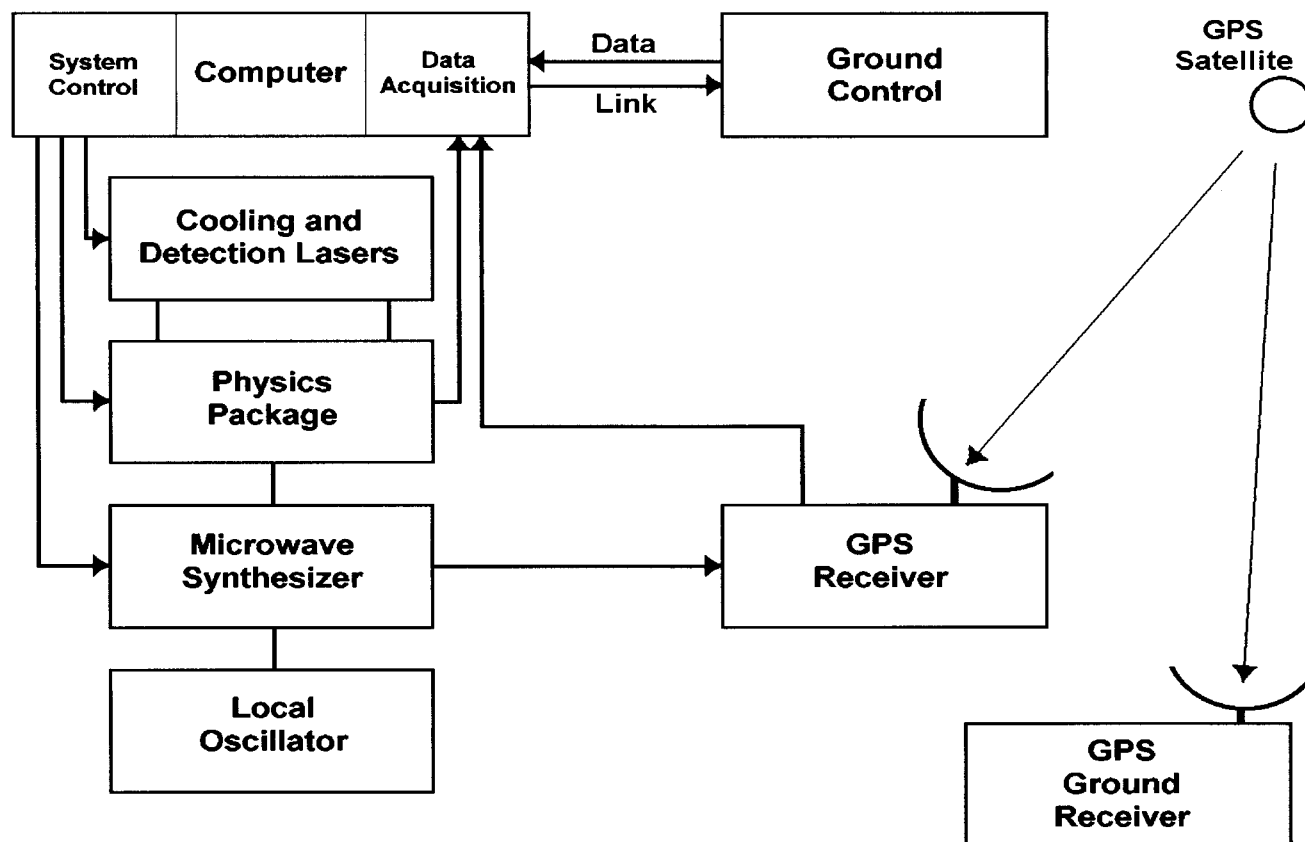 System
Control
Computer
Data
Acquisition
Data
Link
Ground
Control
GPS
Satellite
Cooling and
Detection Lasers
Physics
Package
Microwave
Synthesizer
GPS
Receiver
Local
Oscillator
GPS
Ground
Receiver